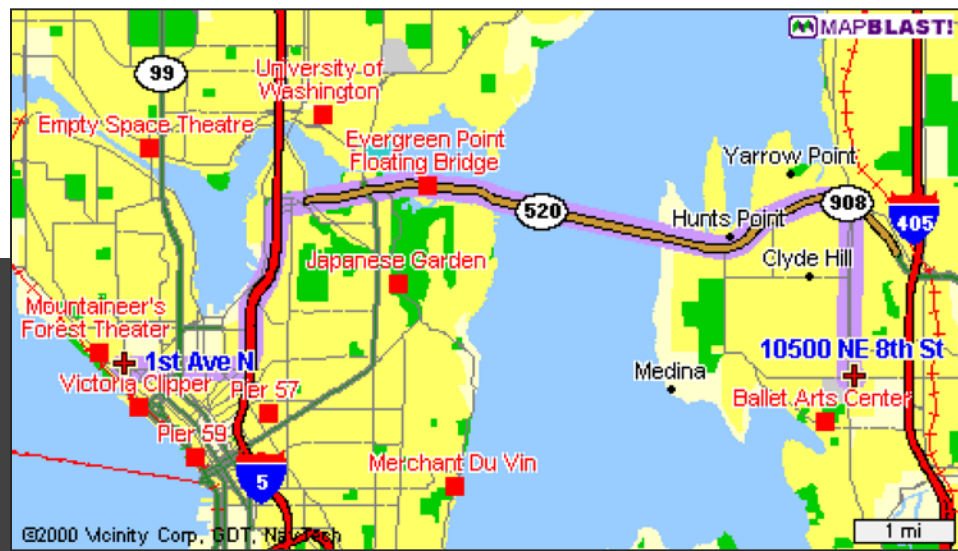 MAPBLAST!
99
University of
Washington
Empty Space Theatre
Evergreen Point
Floating Bridge
Yarrow Point
520
908
Hunts Point
405
Japanese Garden
Clyde Hill
Mountaineer's
Forest Theater
1st Ave N
10500 NE 8th St
Victoria Clipper
Pier 57
Medina
Ballet Arts Center
Pier 59
Merchant Du Vin
5
©2000 Vicinity Corp, GDT, NavTech
1 mi